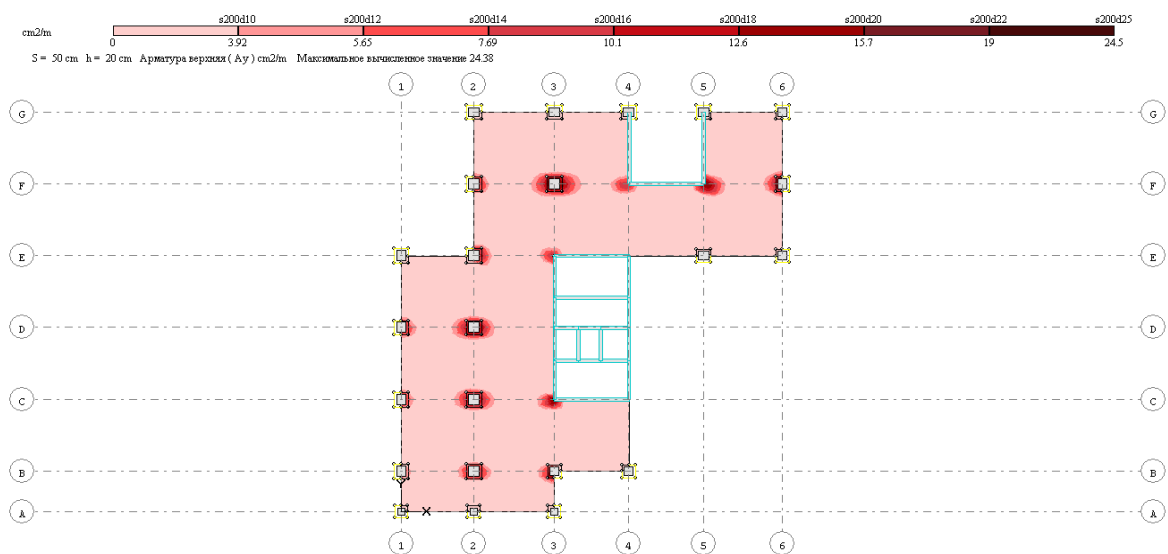 s200d10 s200d12 s200d14 s200d16 s200d18 s200d20 s200d22 s200d25
cm2/m
0 3.92 5.65 7.69 10.1 12.6 15.7 19 24.5
S = 50 cm h = 20 cm Арматура верхняя ( Ay ) cm2/m Максимальное вычисленное значение 24.38
1 2 3 4 5 6
G G
F F
E E
D D
C C
B B
A A
1 2 3 4 5 6